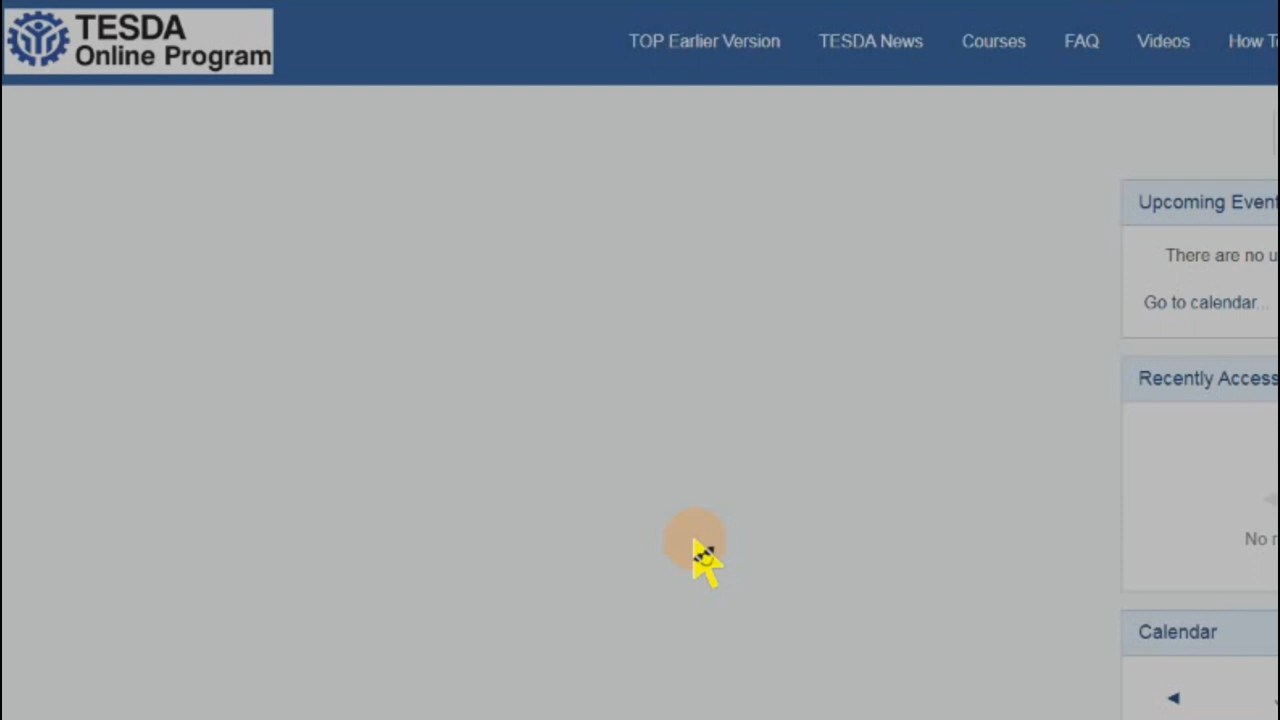 TESDA
Online Program
TOP Earlier Version
TESDA News
Courses
FAQ
Videos
How T
Upcoming Event
There are no u
Go to calendar...
Recently Access
No r
Calendar